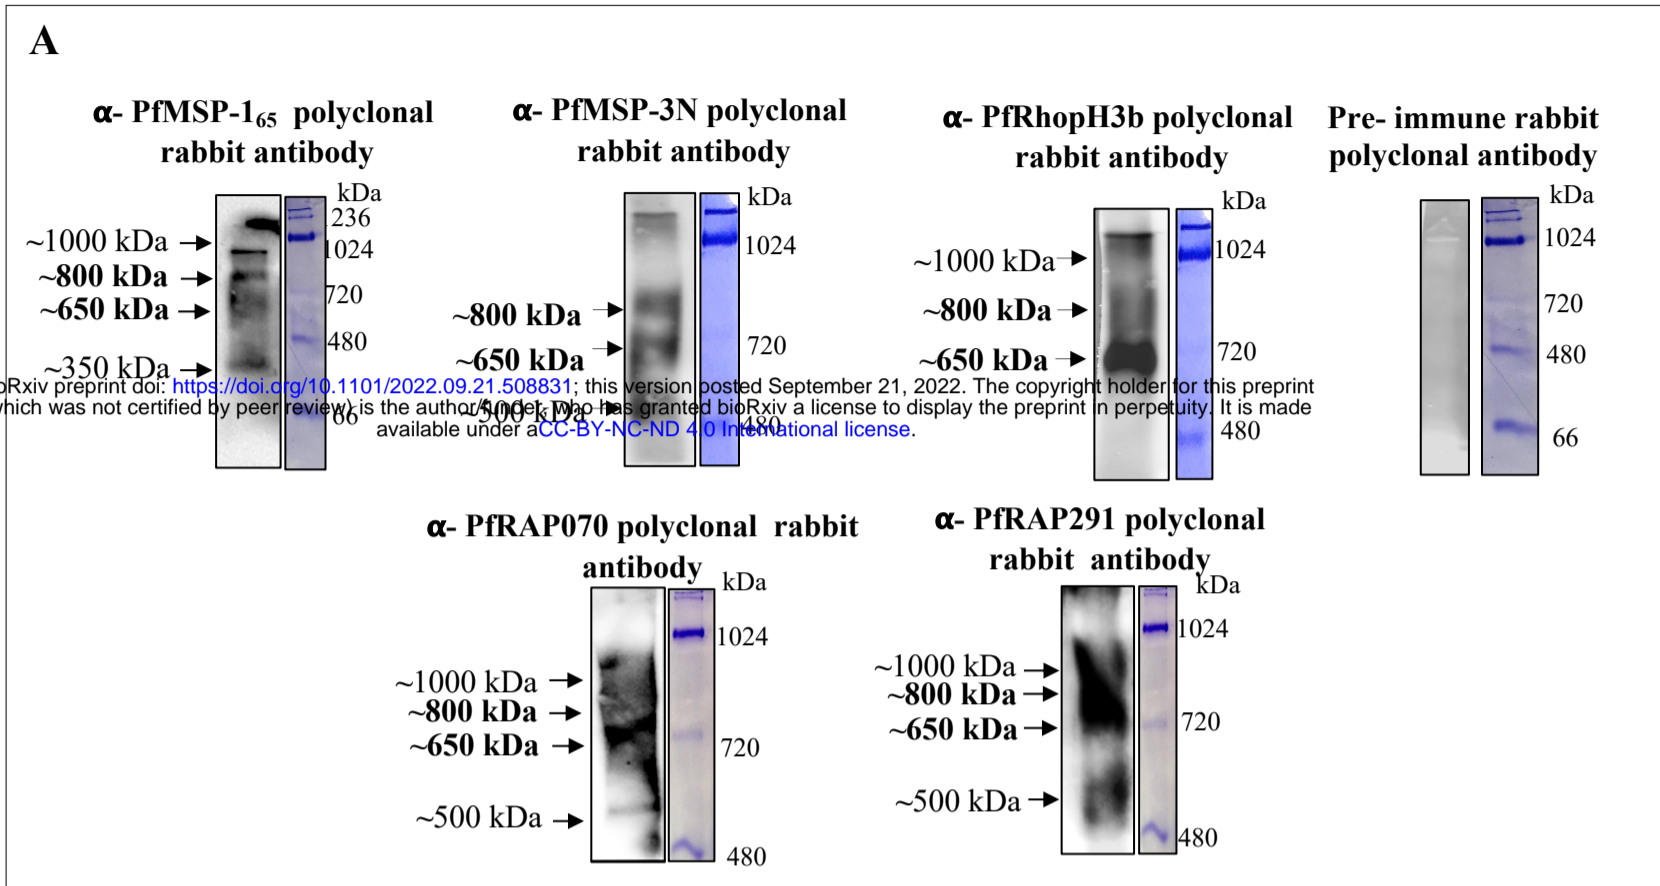 A
α- PfMSP-1₆₅ polyclonal
rabbit antibody
kDa
236
1024
720
480
66
~1000 kDa
~800 kDa
~650 kDa
~350 kDa
α- PfMSP-3N polyclonal
rabbit antibody
kDa
1024
720
480
~800 kDa
~650 kDa
~500 kDa
α- PfRhopH3b polyclonal
rabbit antibody
kDa
1024
720
480
~1000 kDa
~800 kDa
~650 kDa
Pre- immune rabbit
polyclonal antibody
kDa
1024
720
480
66
oRxiv preprint doi: https://doi.org/10.1101/2022.09.21.508831; this version posted September 21, 2022. The copyright holder for this preprint
which was not certified by peer review) is the author/funder, who has granted bioRxiv a license to display the preprint in perpetuity. It is made
available under aCC-BY-NC-ND 4.0 International license.
α- PfRAP070 polyclonal rabbit
antibody
kDa
1024
720
480
~1000 kDa
~800 kDa
~650 kDa
~500 kDa
α- PfRAP291 polyclonal
rabbit antibody
kDa
1024
720
480
~1000 kDa
~800 kDa
~650 kDa
~500 kDa